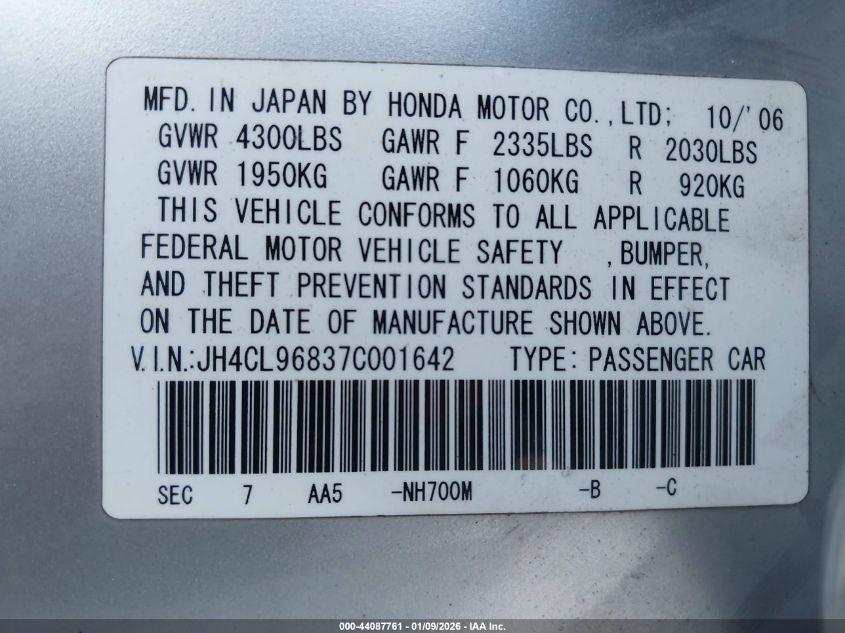 MFD. IN JAPAN BY HONDA MOTOR CO.,LTD; 10/'06
GVWR 4300LBS GAWR F 2335LBS R 2030LBS
GVWR 1950KG GAWR F 1060KG R 920KG
THIS VEHICLE CONFORMS TO ALL APPLICABLE
FEDERAL MOTOR VEHICLE SAFETY ,BUMPER,
AND THEFT PREVENTION STANDARDS IN EFFECT
ON THE DATE OF MANUFACTURE SHOWN ABOVE.
V.I.N.:JH4CL96837C001642 TYPE: PASSENGER CAR
SEC 7 AA5 -NH700M -B -C
000-44087761 - 01/09/2026 - IAA Inc.